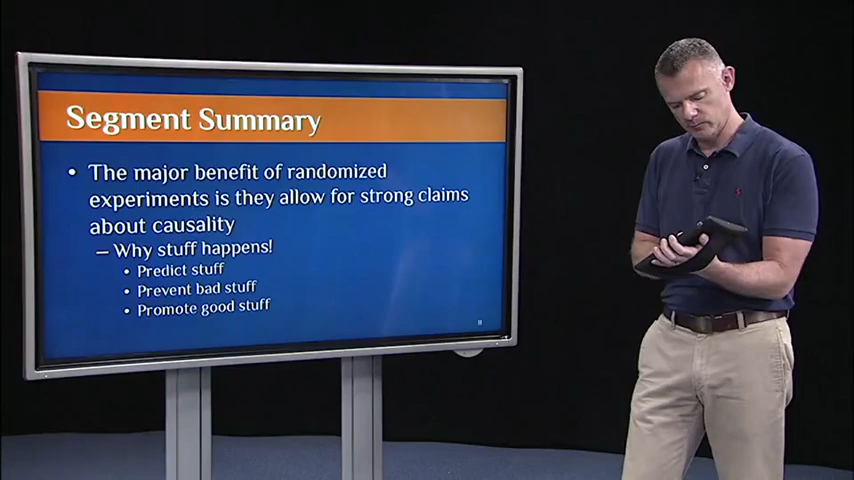 Segment Summary
• The major benefit of randomized
experiments is they allow for strong claims
about causality
– Why stuff happens!
• Predict stuff
• Prevent bad stuff
• Promote good stuff